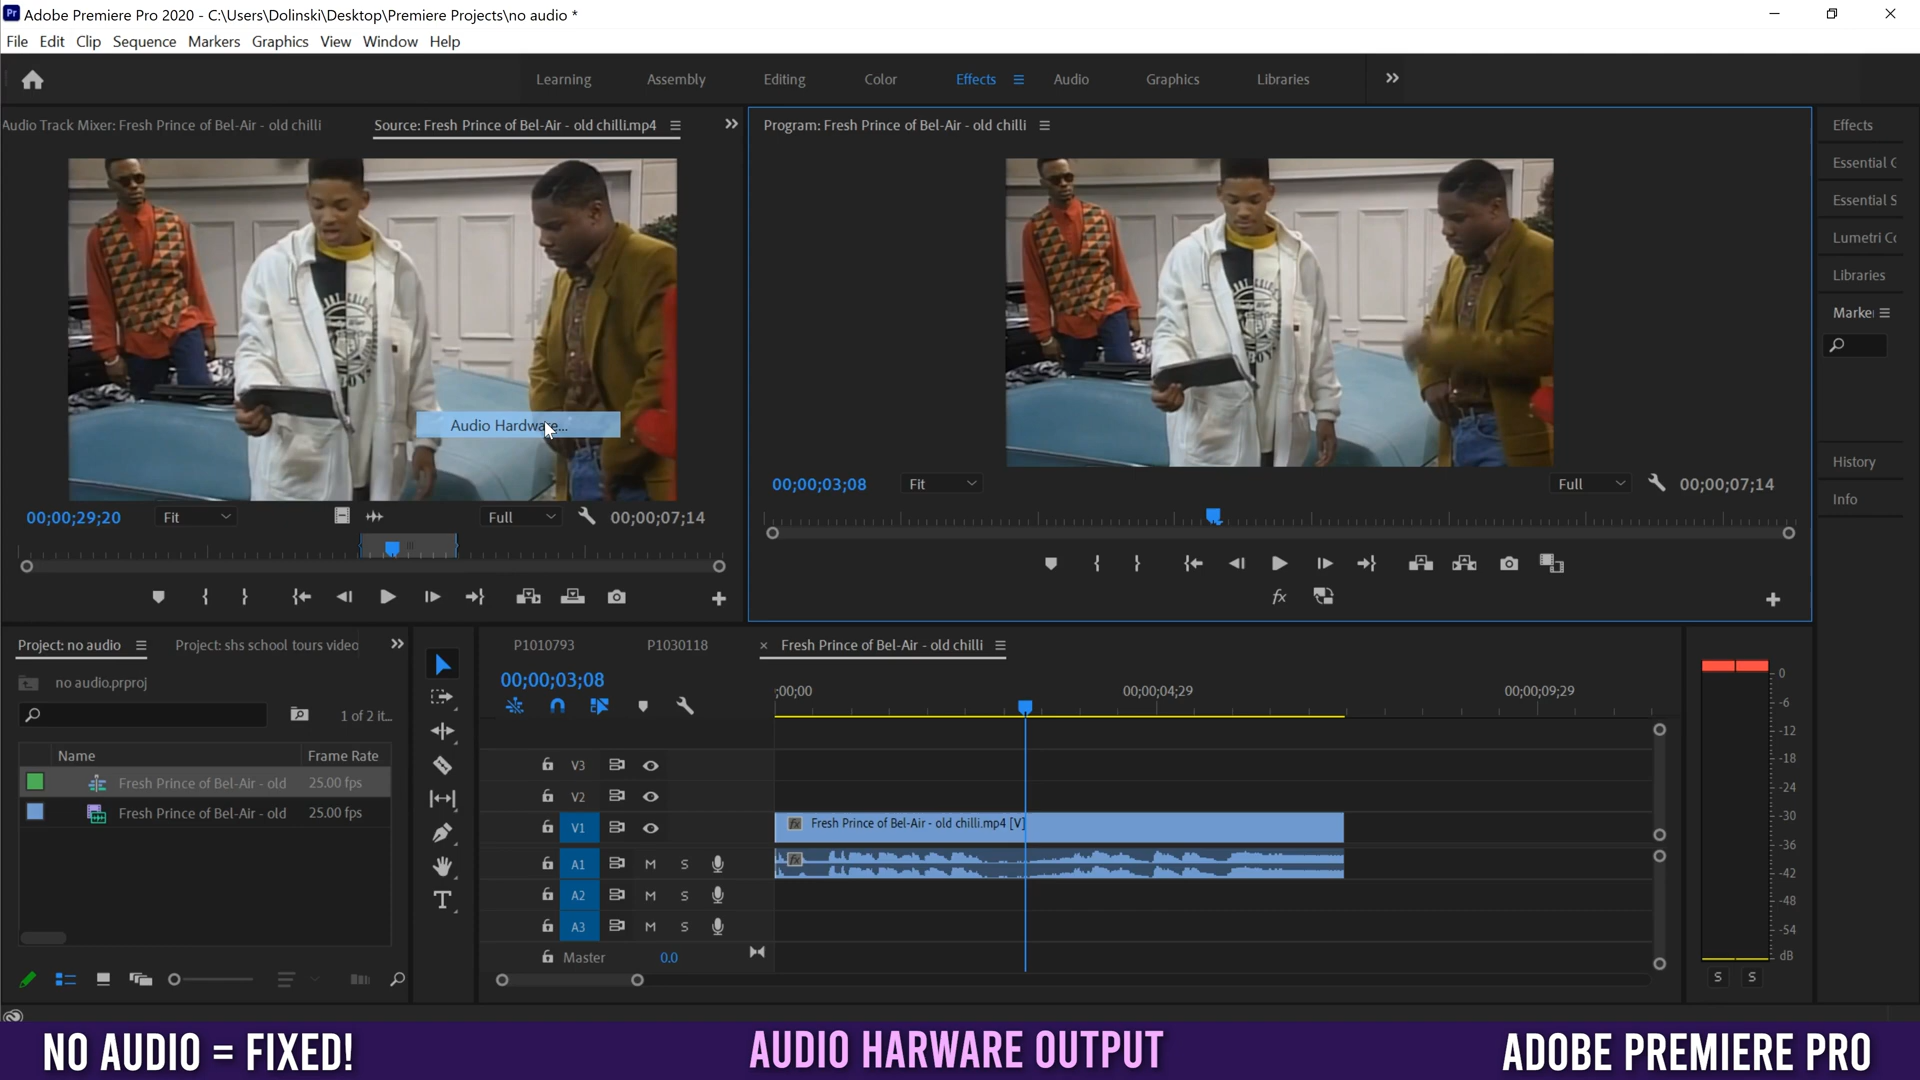 Adobe Premiere Pro 2020 - C:\Users\Dolinski\Desktop\Premiere Projects\no audio *
File Edit Clip Sequence Markers Graphics View Window Help
Learning Assembly Editing Color Effects Audio Graphics Libraries
Audio Track Mixer: Fresh Prince of Bel-Air - old chilli
Source: Fresh Prince of Bel-Air - old chilli.mp4
Audio Hardware...
00;00;29;20 Fit Full 00;00;07;14
Program: Fresh Prince of Bel-Air - old chilli
00;00;03;08 Fit Full 00;00;07;14
fx
Effects
Essential
Essential S
Lumetri Co
Libraries
Marke
History
Info
Project: no audio
Project: shs school tours video
no audio.prproj
1 of 2 it...
Name Frame Rate
Fresh Prince of Bel-Air - old 25.00 fps
Fresh Prince of Bel-Air - old 25.00 fps
P1010793 P1030118 × Fresh Prince of Bel-Air - old chilli
00;00;03;08
;00;00 00;00;04;29 00;00;09;29
V3
V2
V1 fx Fresh Prince of Bel-Air - old chilli.mp4 [V]
A1 M S fx
A2 M S
A3 M S
Master 0.0
0
-6
-12
-18
-24
-30
-36
-42
-48
-54
dB
S S
NO AUDIO = FIXED!
AUDIO HARWARE OUTPUT
ADOBE PREMIERE PRO